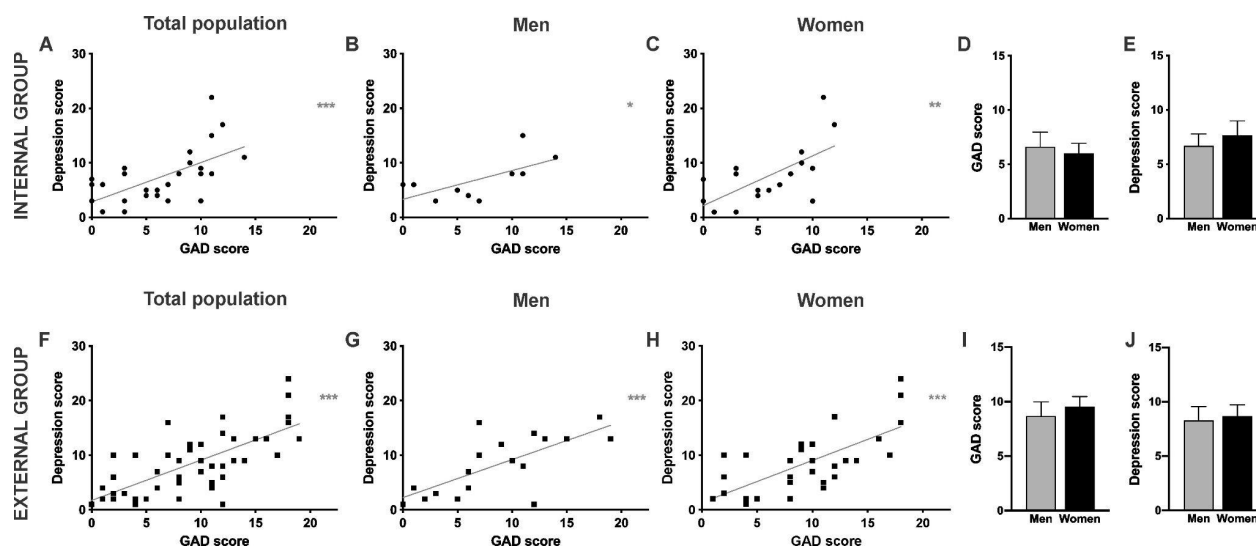 Total population
Men
Women
INTERNAL GROUP
A
Depression score
30
20
10
0
0
5
10
15
20
GAD score
***
B
Depression score
30
20
10
0
0
5
10
15
20
GAD score
*
C
Depression score
30
20
10
0
0
5
10
15
20
GAD score
**
D
GAD score
15
10
5
0
Men Women
E
Depression score
15
10
5
0
Men Women
Total population
Men
Women
EXTERNAL GROUP
F
Depression score
30
20
10
0
0
5
10
15
20
GAD score
***
G
Depression score
30
20
10
0
0
5
10
15
20
GAD score
***
H
Depression score
30
20
10
0
0
5
10
15
20
GAD score
***
I
GAD score
15
10
5
0
Men Women
J
Depression score
15
10
5
0
Men Women